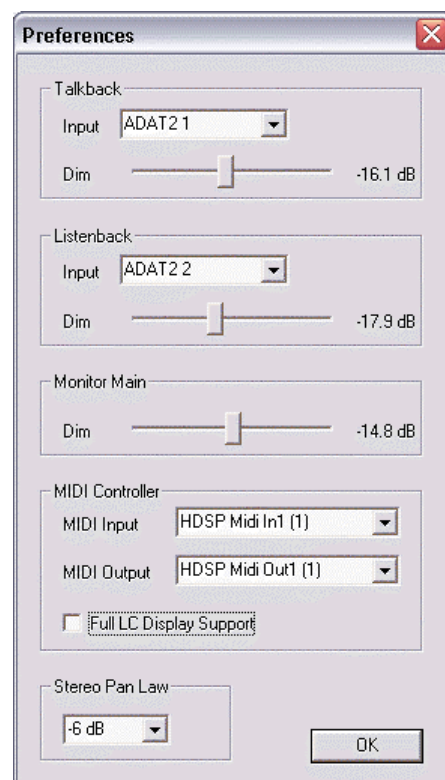 Preferences
Talkback
Input ADAT2 1
Dim -16.1 dB
Listenback
Input ADAT2 2
Dim -17.9 dB
Monitor Main
Dim -14.8 dB
MIDI Controller
MIDI Input HDSP Midi In1 (1)
MIDI Output HDSP Midi Out1 (1)
Full LC Display Support
Stereo Pan Law
-6 dB
OK